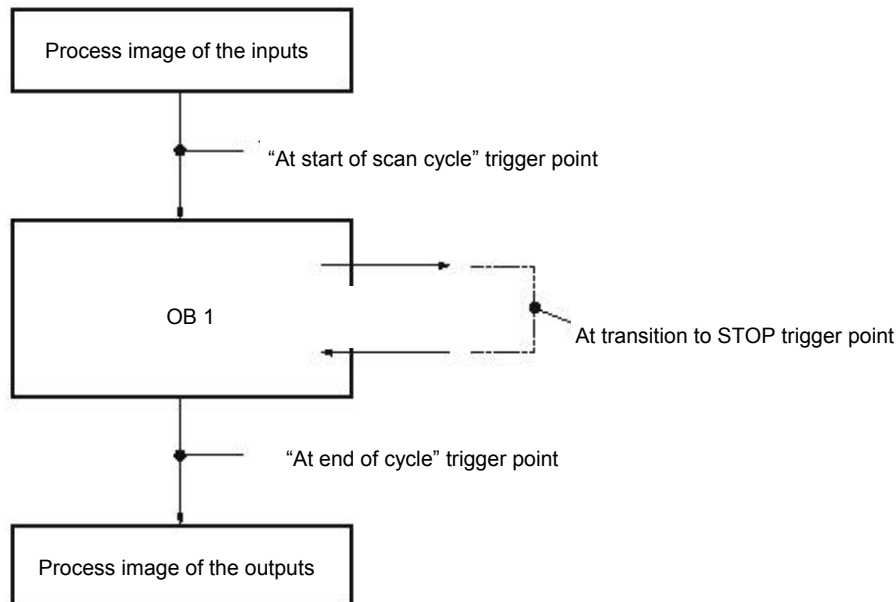 Process image of the inputs
“At start of scan cycle” trigger point
OB 1
At transition to STOP trigger point
“At end of cycle” trigger point
Process image of the outputs